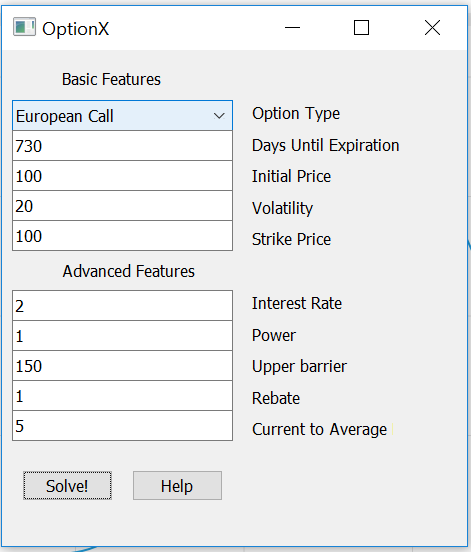 OptionX
Basic Features
European Call Option Type
730 Days Until Expiration
100 Initial Price
20 Volatility
100 Strike Price
Advanced Features
2 Interest Rate
1 Power
150 Upper barrier
1 Rebate
5 Current to Average
Solve! Help